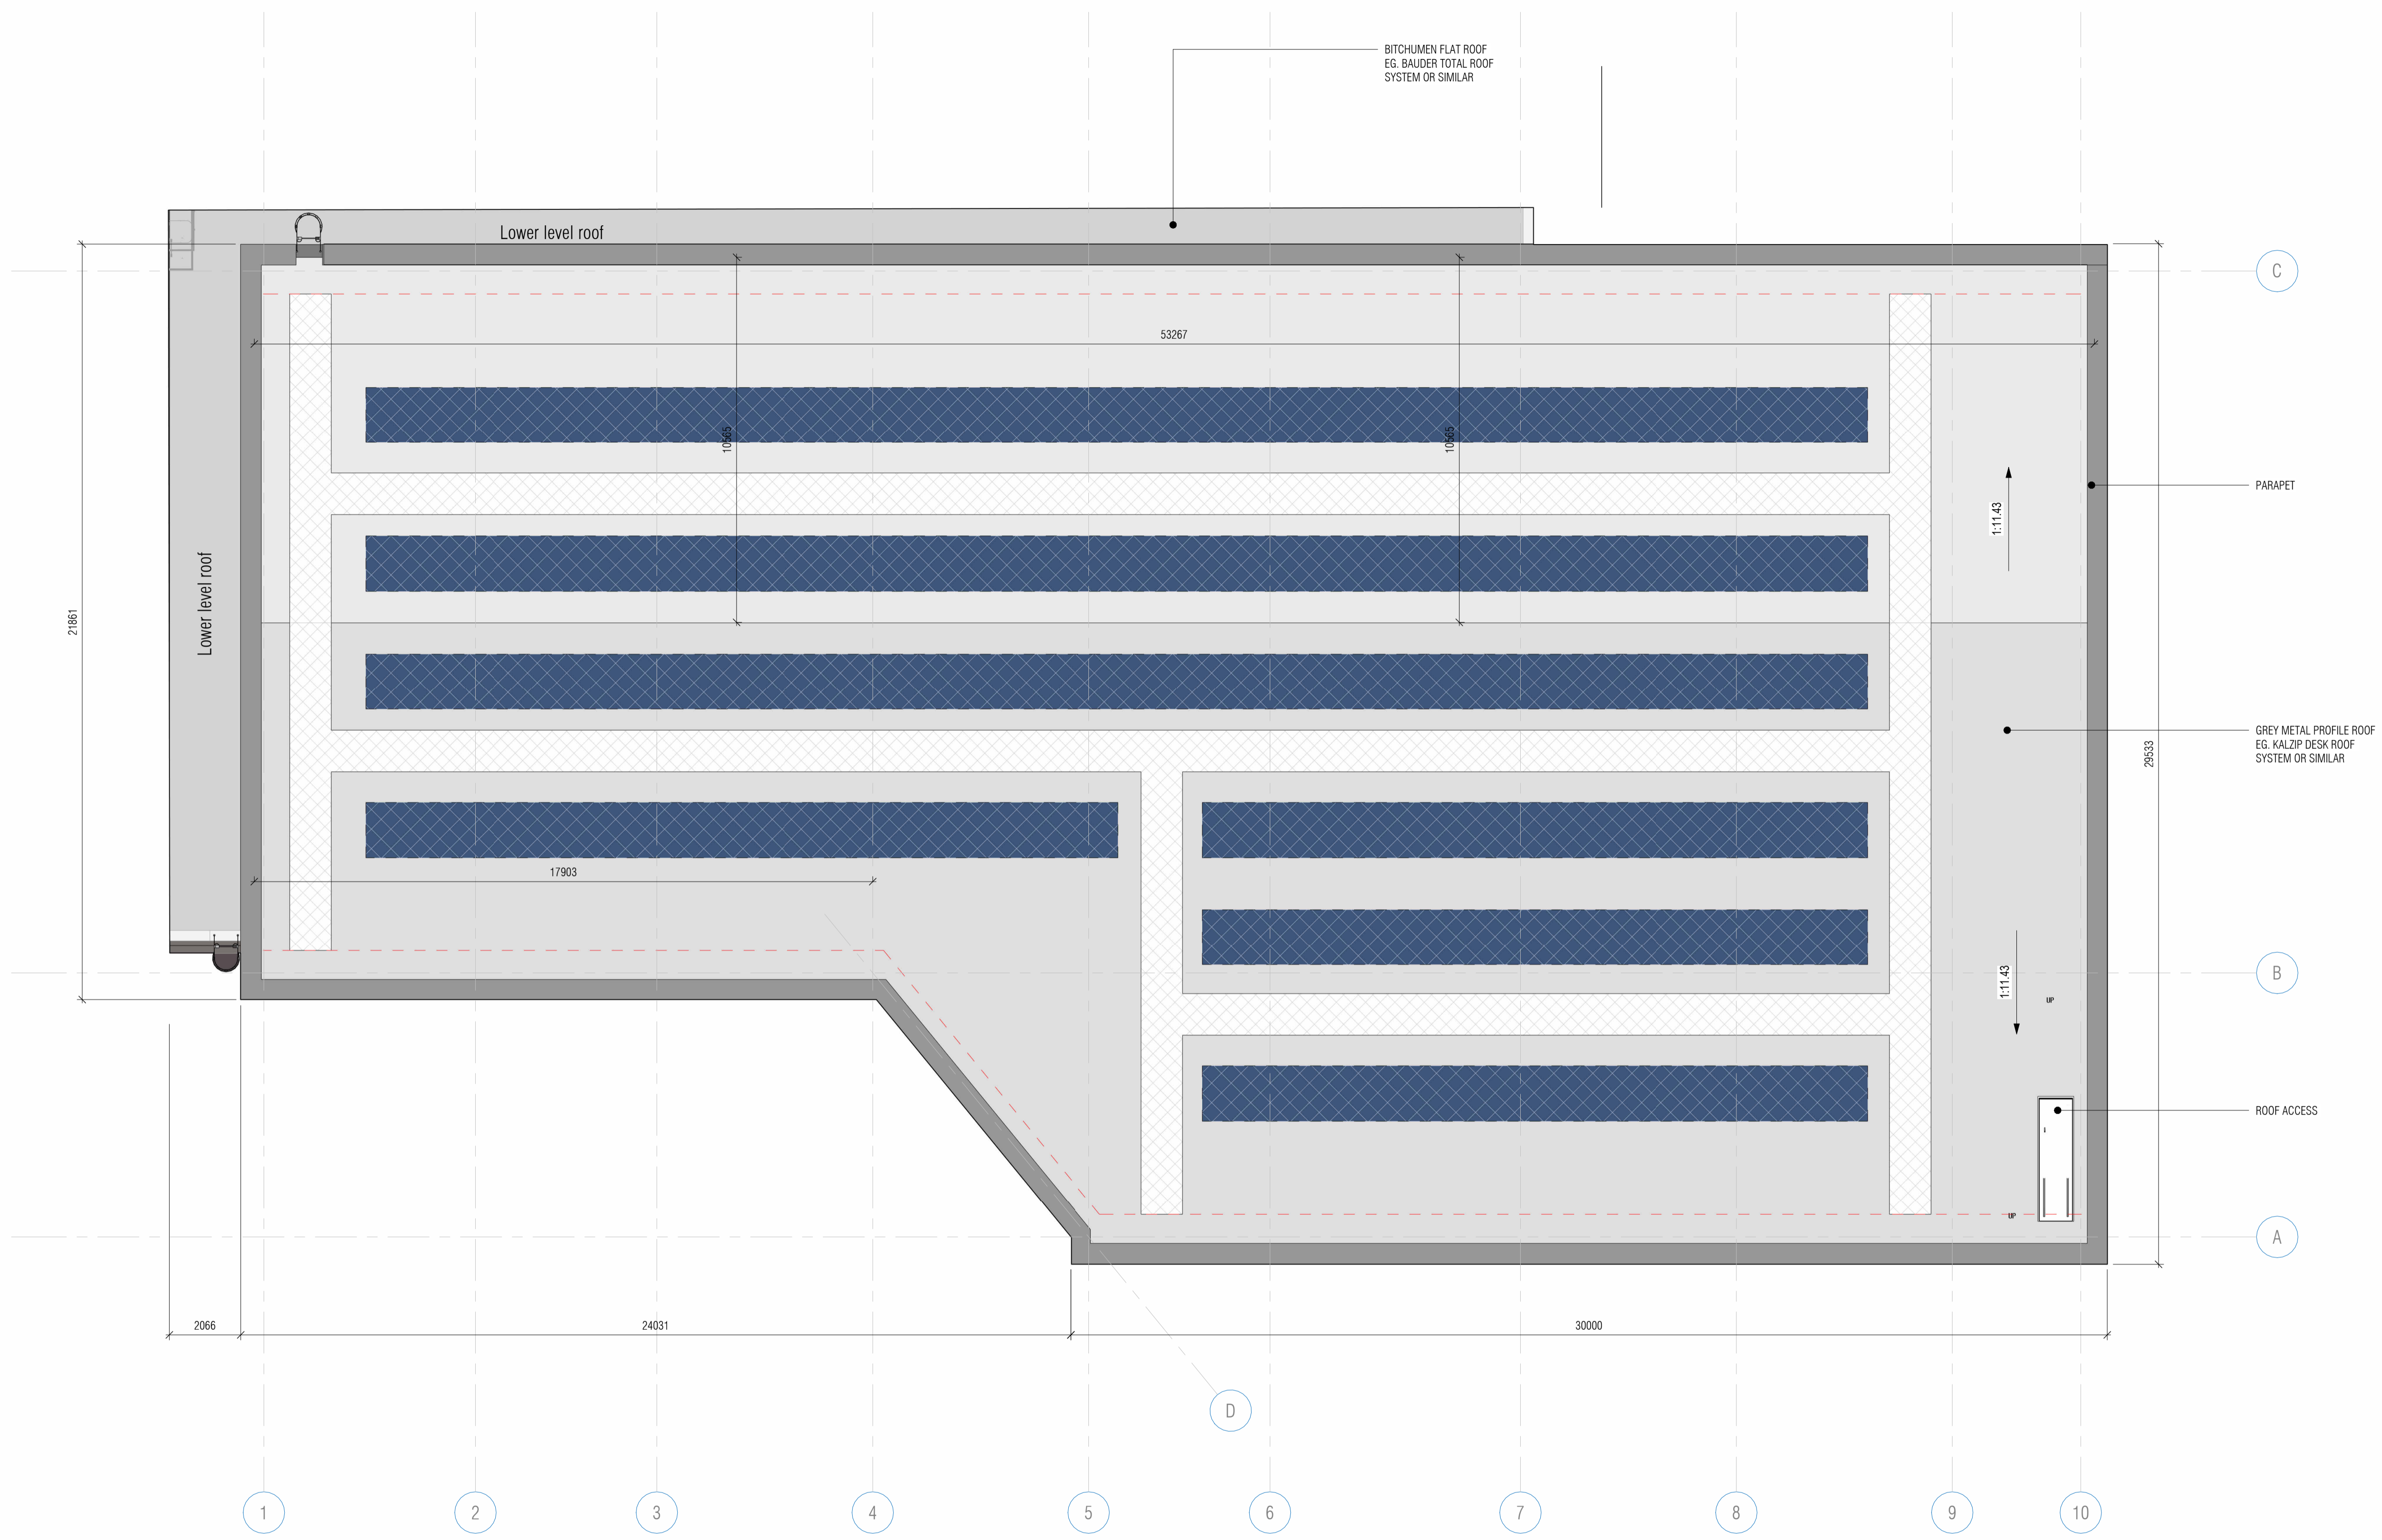 BITCHUMEN FLAT ROOF
EG. BAUDER TOTAL ROOF
SYSTEM OR SIMILAR
Lower level roof
C
53267
10565
10565
PARAPET
1:11.43
Lower level roof
21861
GREY METAL PROFILE ROOF
EG. KALZIP DESK ROOF
SYSTEM OR SIMILAR
29533
17903
B
1:11.43
UP
ROOF ACCESS
UP
A
2066
24031
30000
D
1
2
3
4
5
6
7
8
9
10